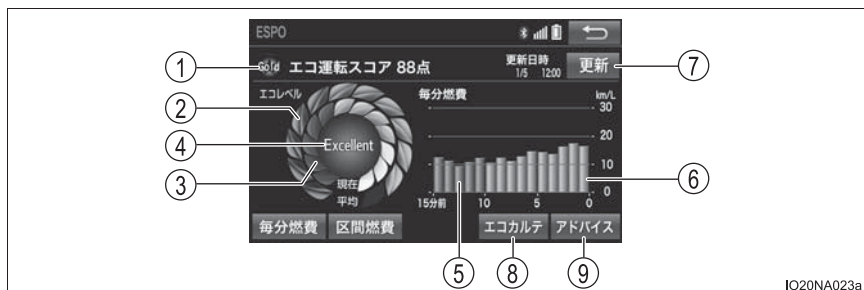 ESPO
Gold エコ運転スコア 88点
更新日時
1/5 12:00
更新
エコレベル
Excellent
現在
平均
毎分燃費
km/L
30
20
10
0
15分前 10 5 0
毎分燃費 区間燃費 エコカルテ アドバイス
1
2
4
3
7
6
5
8
9
IO20NA023a